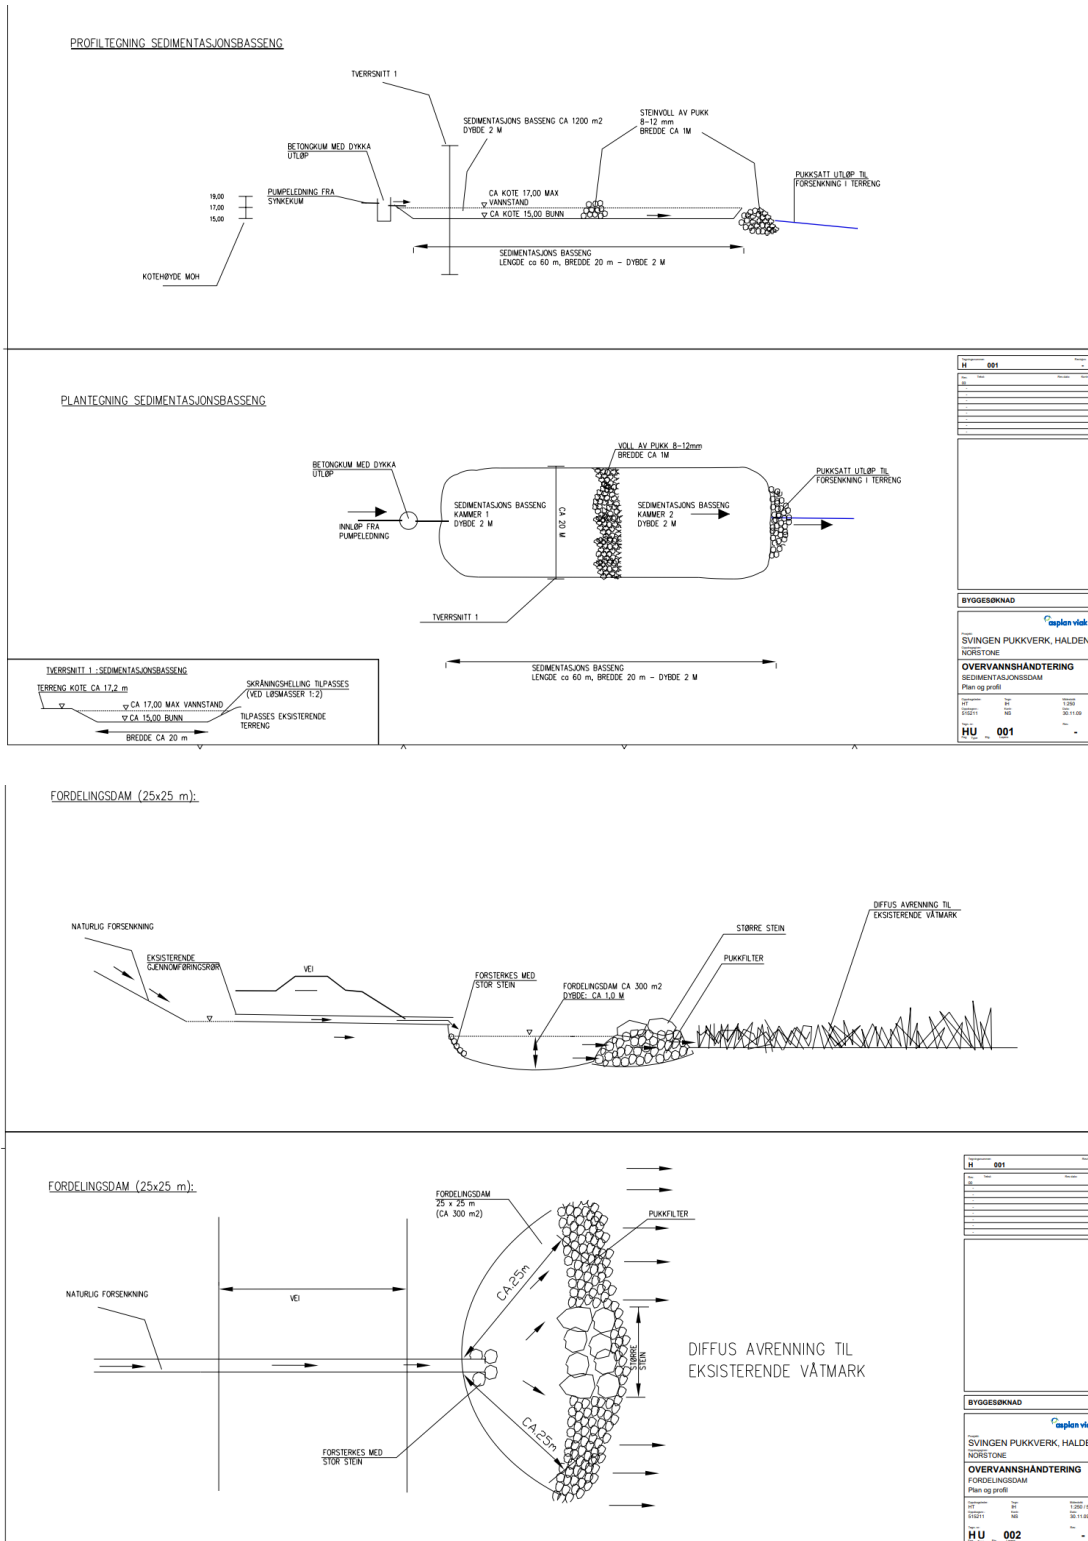 PROFILTEGNING SEDIMENTASJONSBASSENG
TVERRSNITT 1
SEDIMENTASJONS BASSENG CA 1200 m2
DYBDE 2 M
STEINVOLL AV PUKK
8-12 mm
BREDDE CA 1M
BETONGKUM MED DYKKA
UTLØP
PUKKSATT UTLØP TIL
FORSENKNING I TERRENG
PUMPELEDNING FRA
SYNKEKUM
19,00
17,00
15,00
CA KOTE 17,00 MAX
VANNSTAND
CA KOTE 15,00 BUNN
SEDIMENTASJONS BASSENG
LENGDE ca 60 m, BREDDE 20 m - DYBDE 2 M
KOTEHØYDE MOH
PLANTEGNING SEDIMENTASJONSBASSENG
VOLL AV PUKK 8-12mm
BREDDE CA 1M
BETONGKUM MED DYKKA
UTLØP
PUKKSATT UTLØP TIL
FORSENKNING I TERRENG
SEDIMENTASJONS BASSENG
KAMMER 1
DYBDE 2 M
CA 20 M
SEDIMENTASJONS BASSENG
KAMMER 2
DYBDE 2 M
INNLØP FRA
PUMPELEDNING
TVERRSNITT 1
SEDIMENTASJONS BASSENG
LENGDE ca 60 m, BREDDE 20 m - DYBDE 2 M
TVERRSNITT 1 :SEDIMENTASJONSBASSENG
TERRENG KOTE CA 17,2 m
SKRÅNINGSHELLING TILPASSES
(VED LØSMASSER 1:2)
CA 17,00 MAX VANNSTAND
CA 15,00 BUNN
TILPASSES EKSISTERENDE
TERRENG
BREDDE CA 20 m
H 001 -
BYGGESØKNAD
asplan viak
SVINGEN PUKKVERK, HALDEN
NORSTONE
OVERVANNSHÅNDTERING
SEDIMENTASJONSSDAM
Plan og profil
HT IH 1:250
515211 NS 30.11.09
HU 001 -
FORDELINGSDAM (25x25 m):
NATURLIG FORSENKNING
EKSISTERENDE
GJENNOMFØRINGSRØR
VEI
FORSTERKES MED
STOR STEIN
FORDELINGSDAM CA 300 m2
DYBDE: CA 1,0 M
STØRRE STEIN
PUKKFILTER
DIFFUS AVRENNING TIL
EKSISTERENDE VÅTMARK
FORDELINGSDAM (25x25 m):
FORDELINGSDAM
25 x 25 m
(CA 300 m2)
PUKKFILTER
CA.25m
NATURLIG FORSENKNING
VEI
STØRRE
STEIN
DIFFUS AVRENNING TIL
EKSISTERENDE VÅTMARK
CA.25m
FORSTERKES MED
STOR STEIN
H 001
BYGGESØKNAD
asplan via
SVINGEN PUKKVERK, HALDE
NORSTONE
OVERVANNSHÅNDTERING
FORDELINGSDAM
Plan og profil
HT IH
515211 NS
HU 002 -